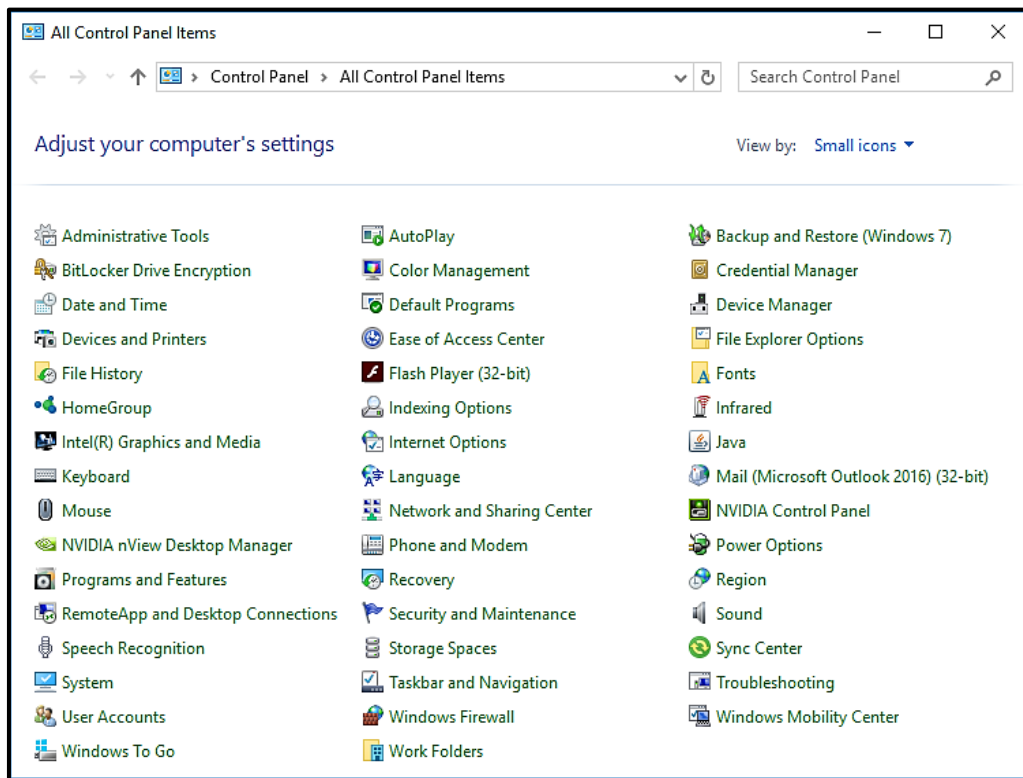 All Control Panel Items
Control Panel > All Control Panel Items
Search Control Panel
Adjust your computer's settings
View by: Small icons
Administrative Tools
AutoPlay
Backup and Restore (Windows 7)
BitLocker Drive Encryption
Color Management
Credential Manager
Date and Time
Default Programs
Device Manager
Devices and Printers
Ease of Access Center
File Explorer Options
File History
Flash Player (32-bit)
Fonts
HomeGroup
Indexing Options
Infrared
Intel(R) Graphics and Media
Internet Options
Java
Keyboard
Language
Mail (Microsoft Outlook 2016) (32-bit)
Mouse
Network and Sharing Center
NVIDIA Control Panel
NVIDIA nView Desktop Manager
Phone and Modem
Power Options
Programs and Features
Recovery
Region
RemoteApp and Desktop Connections
Security and Maintenance
Sound
Speech Recognition
Storage Spaces
Sync Center
System
Taskbar and Navigation
Troubleshooting
User Accounts
Windows Firewall
Windows Mobility Center
Windows To Go
Work Folders